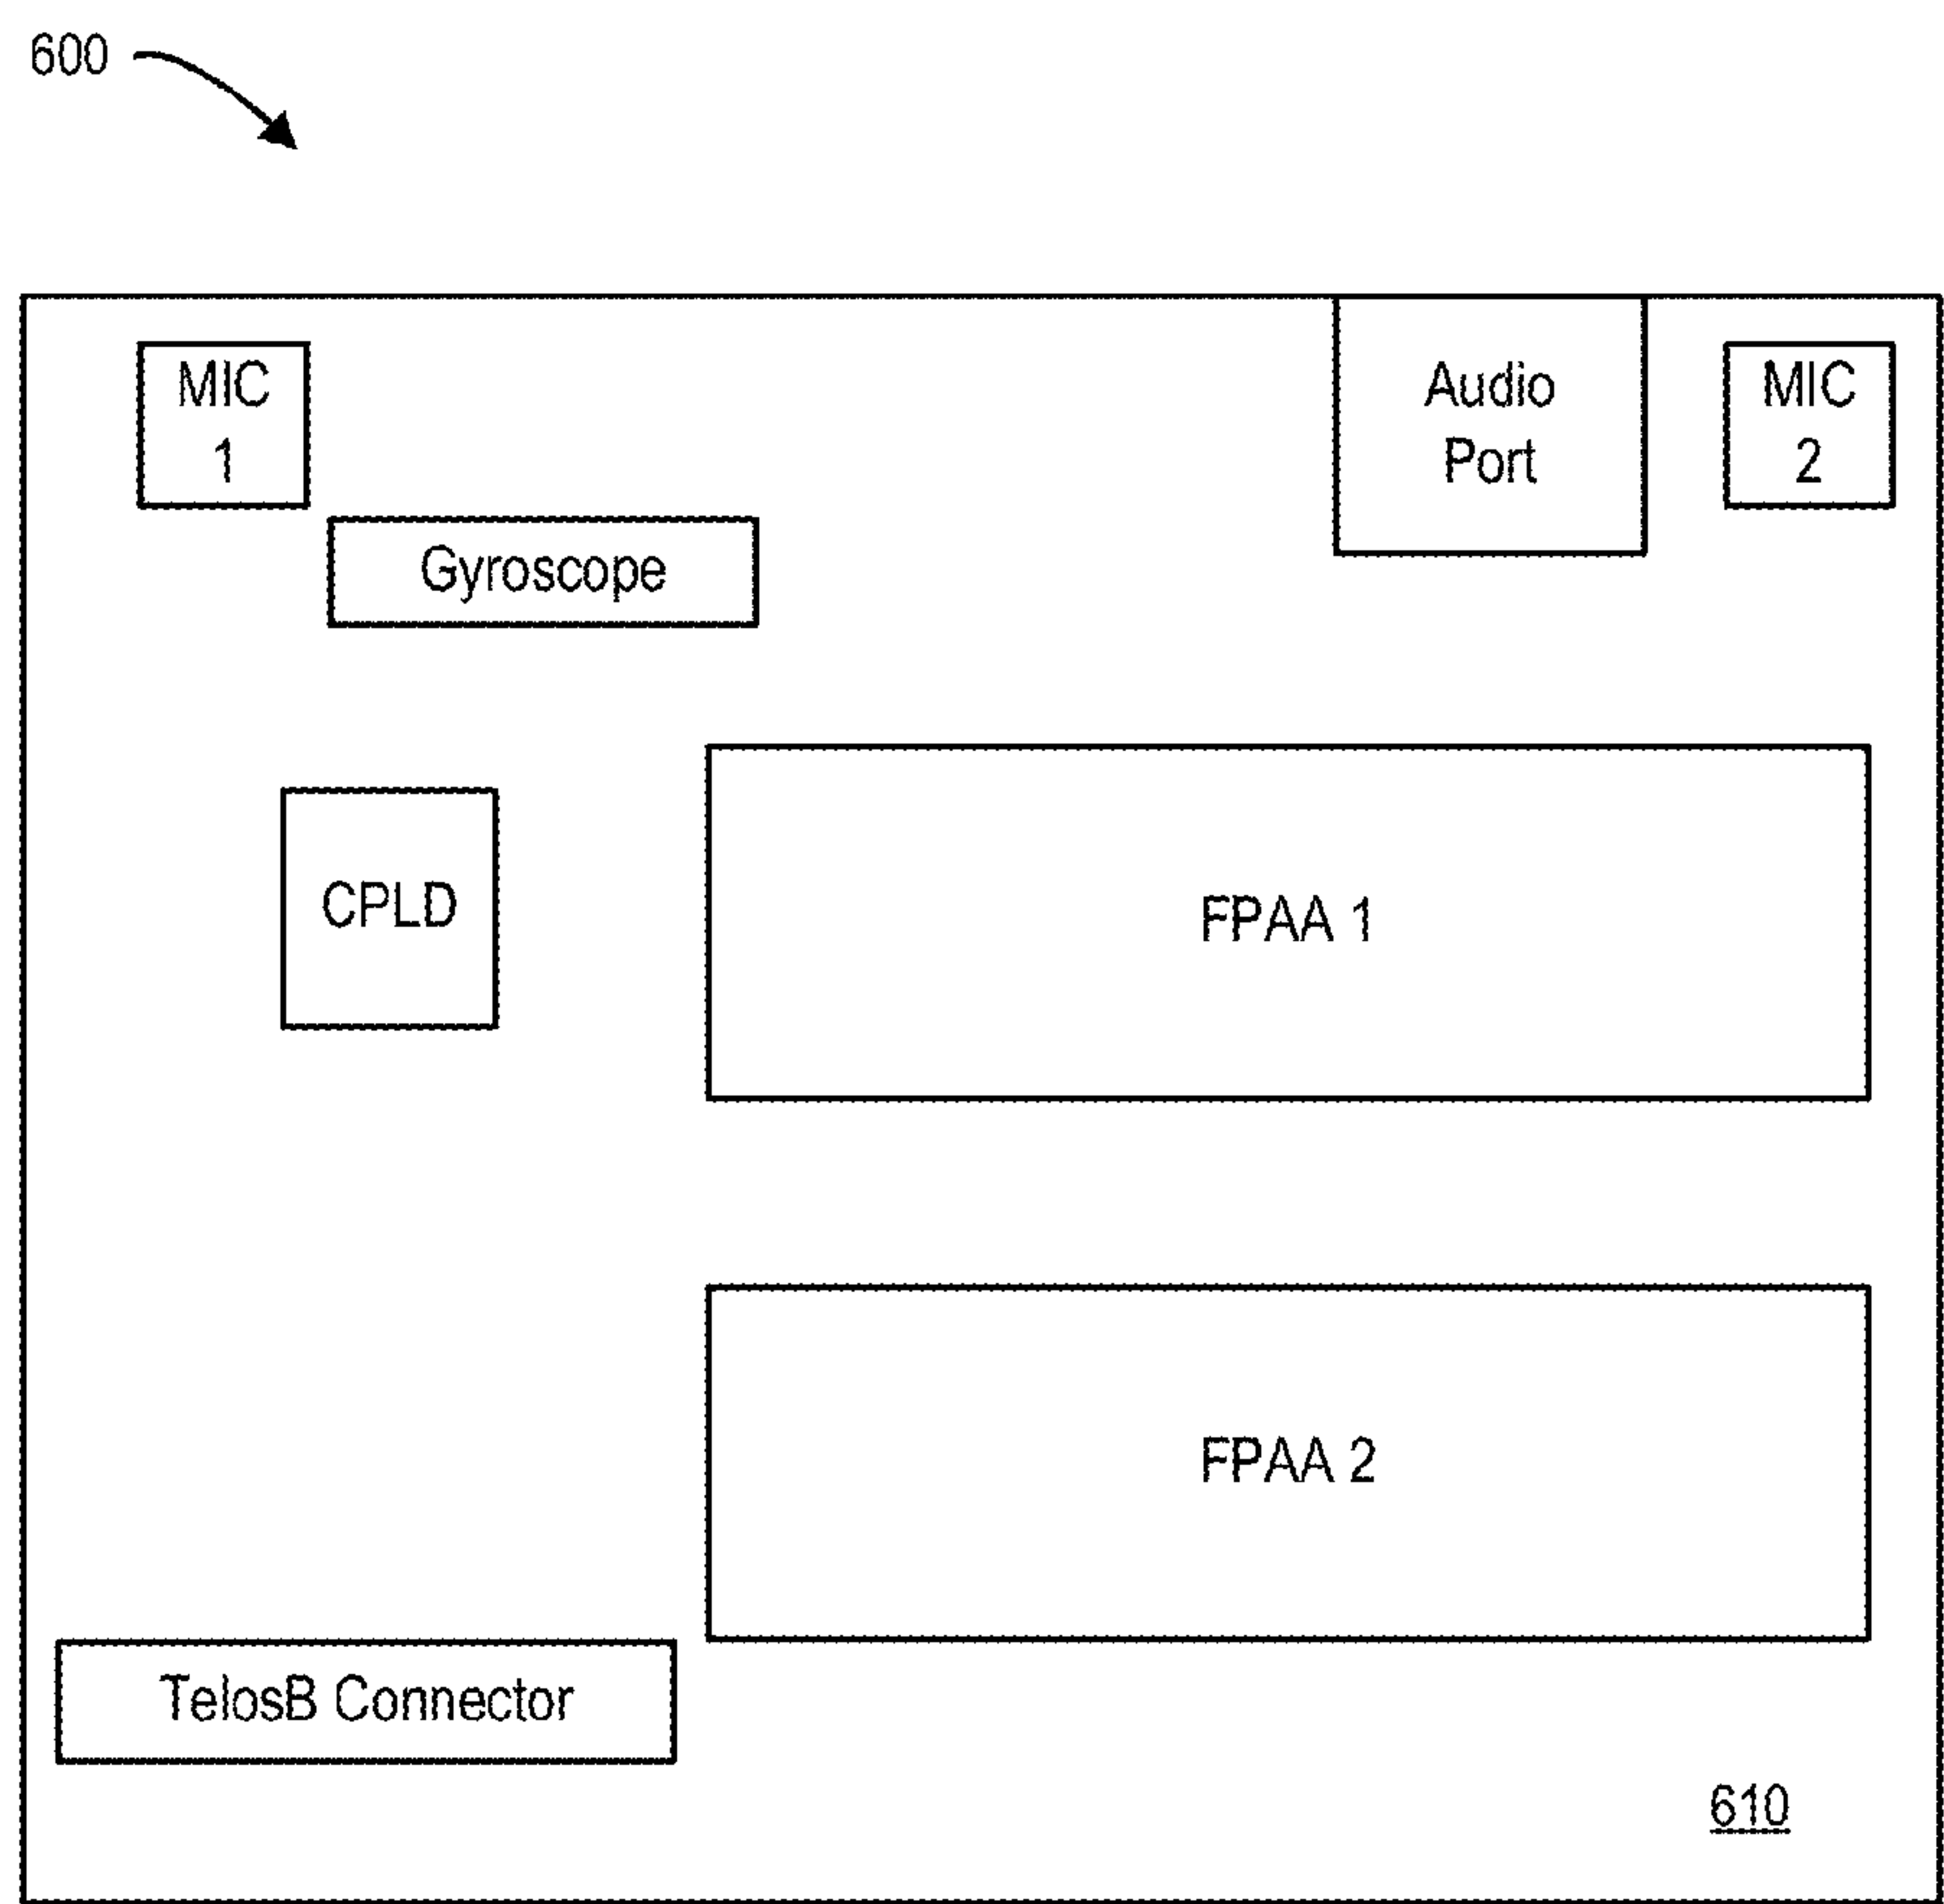 600
MIC
1
Audio
Port
MIC
2
Gyroscope
CPLD
FPAA 1
FPAA 2
TelosB Connector
610